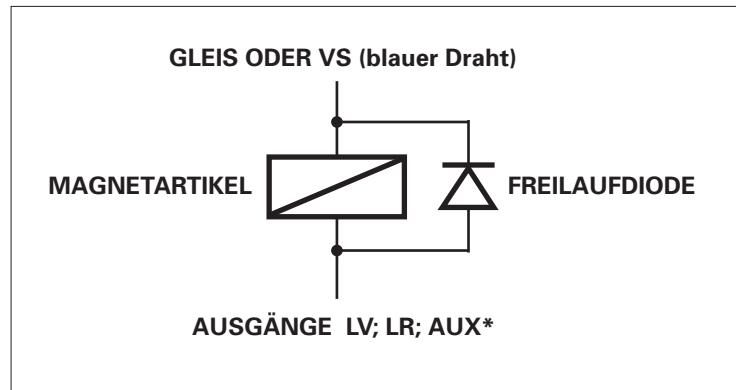 GLEIS ODER VS (blauer Draht)
MAGNETARTIKEL
FREILAUFDIODE
AUSGÄNGE LV; LR; AUX*